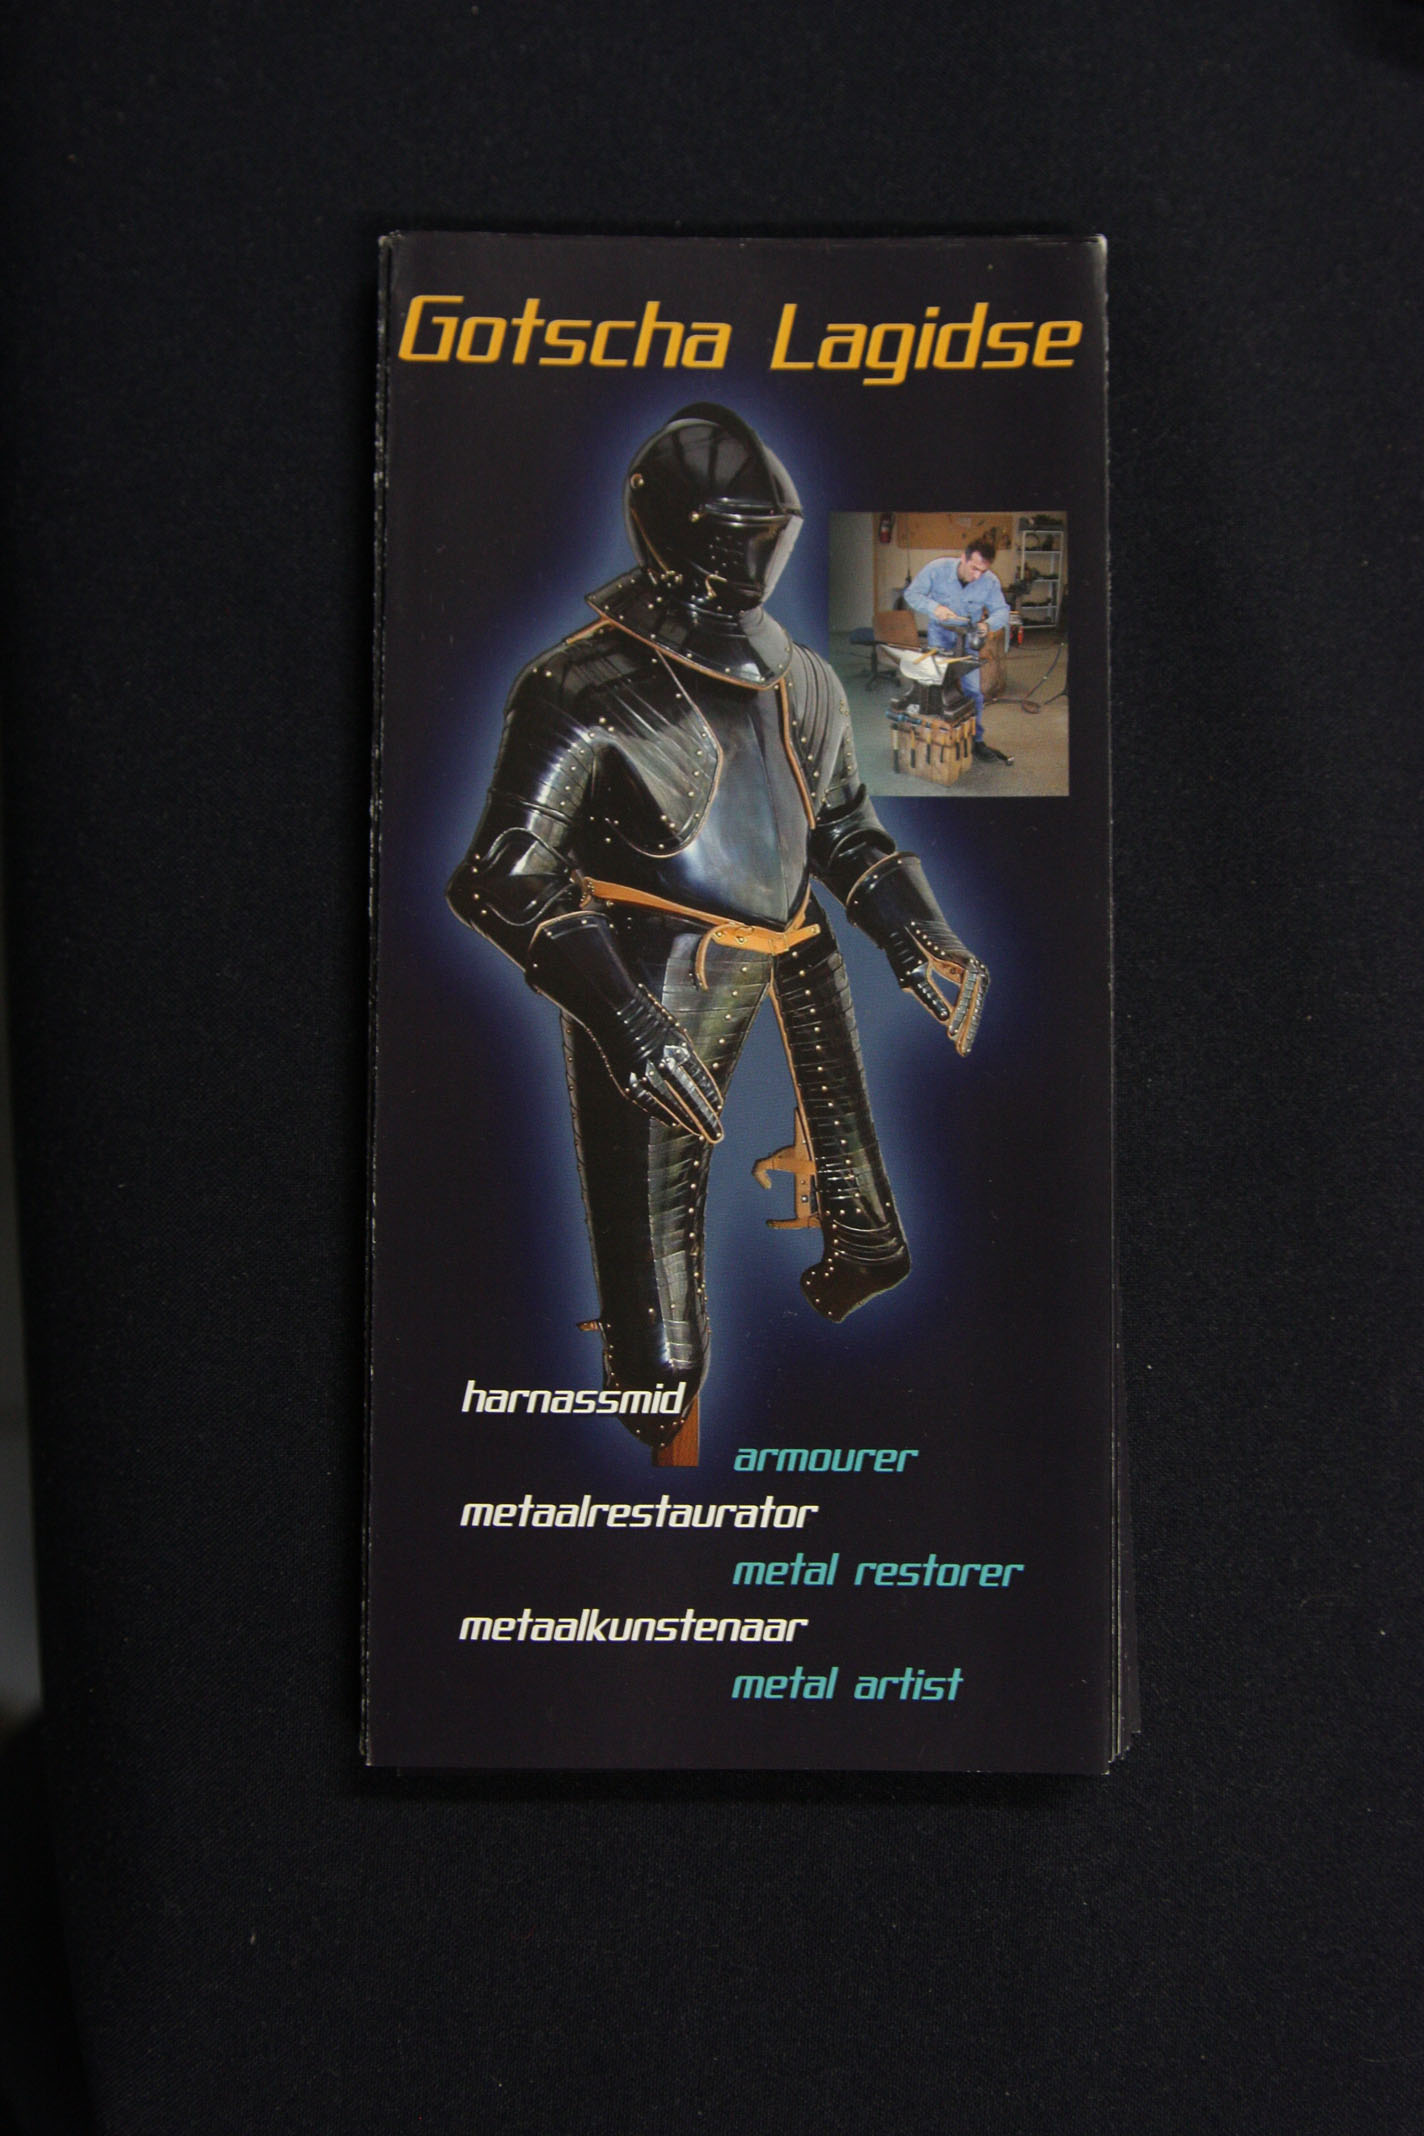 Gotscha Lagidse
harnassmid
armourer
metaalrestaurator
metal restorer
metaalkunstenaar
metal artist